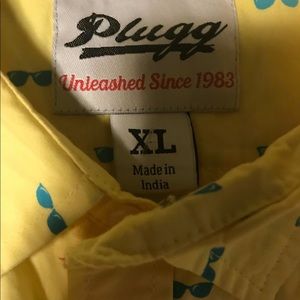 Plugg
Unleashed Since 1983
XL
Made in
India